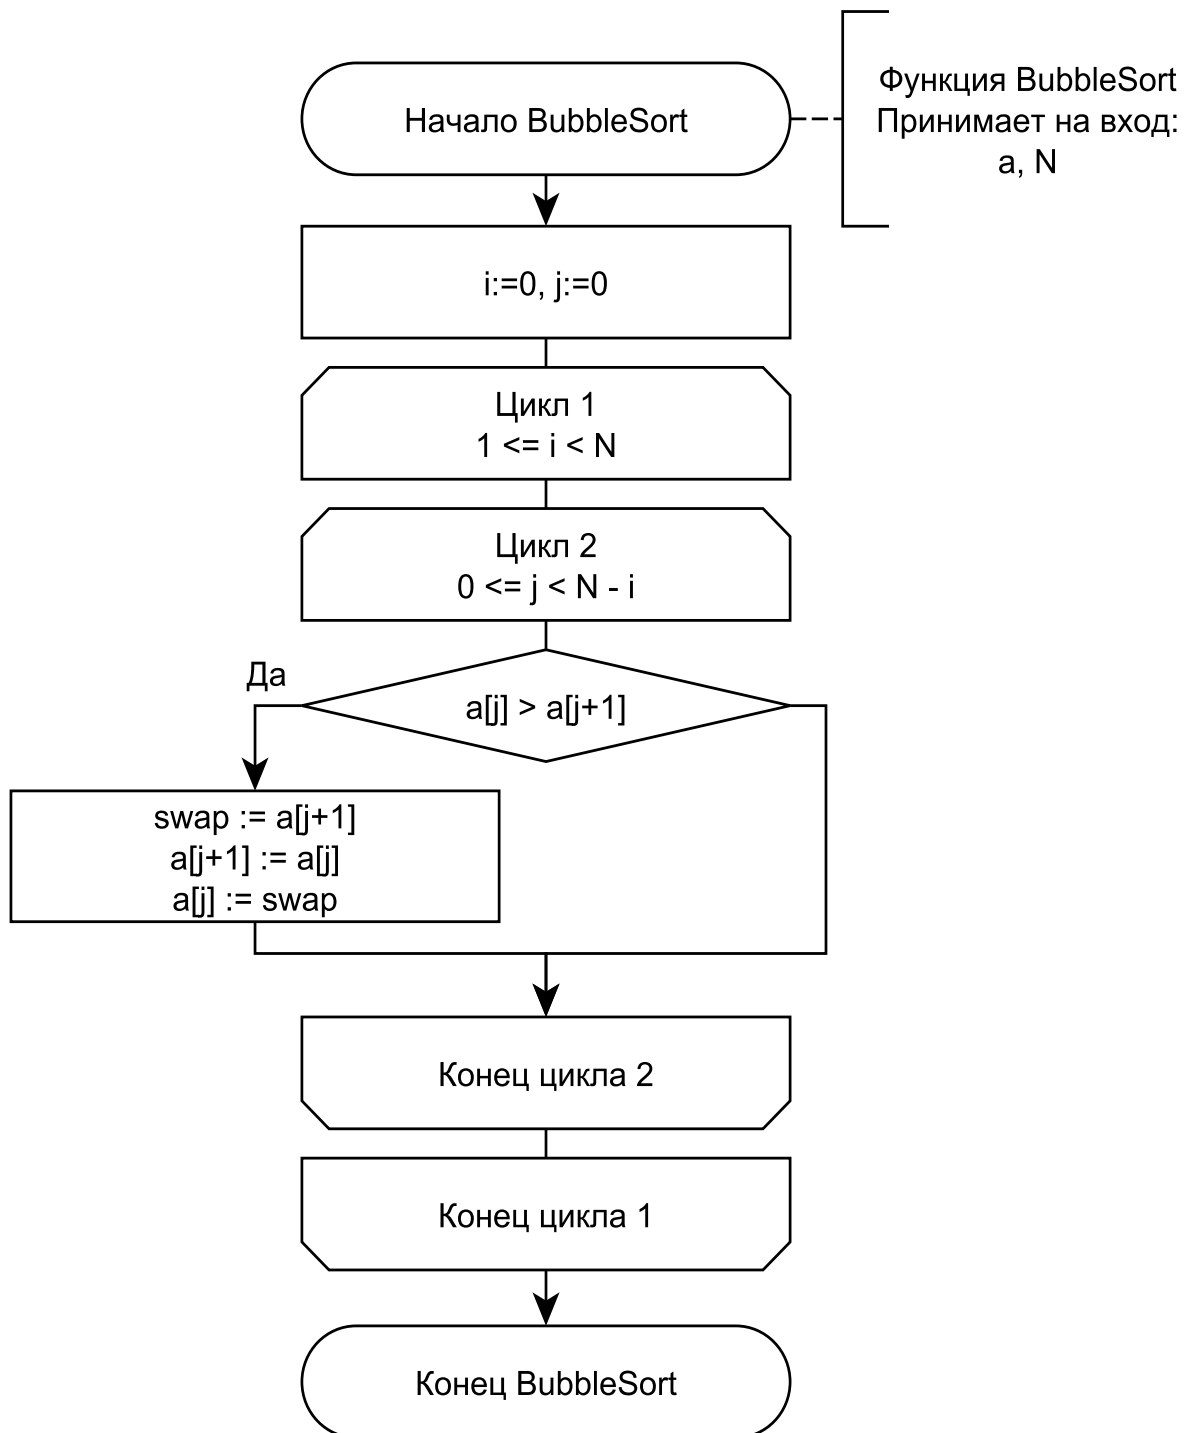 Начало BubbleSort
Функция BubbleSort
Принимает на вход:
a, N
i:=0, j:=0
Цикл 1
1 <= i < N
Цикл 2
0 <= j < N - i
Да
a[j] > a[j+1]
swap := a[j+1]
a[j+1] := a[j]
a[j] := swap
Конец цикла 2
Конец цикла 1
Конец BubbleSort